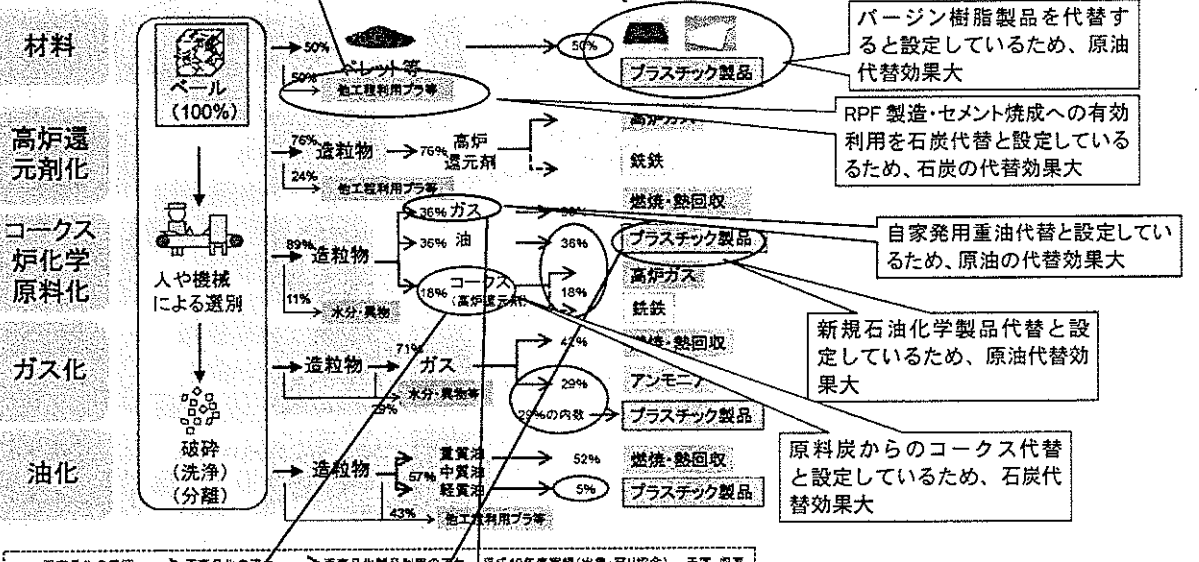 材料
ベール
(100%)
50%
50%
ペレット等
他工程利用プラ等
50%
プラスチック製品
バージン樹脂製品を代替す
ると設定しているため、原油
代替効果大
RPF 製造・セメント焼成への有効
利用を石炭代替と設定している
るため、石炭の代替効果大
高炉還
元剤化
76%
造粒物
76%
高炉
還元剤
24%
他工程利用プラ等
高炉ガス
銑鉄
コークス
炉化学
原料化
人や機械
による選別
89%
造粒物
11%
水分・異物
36%
ガス
36%
油
18%
コークス
(高炉還元剤)
36%
18%
燃焼・熱回収
プラスチック製品
高炉ガス
銑鉄
自家発用重油代替と設定してい
るため、原油の代替効果大
新規石油化学製品代替と設
定しているため、原油代替効
果大
ガス化
造粒物
71%
ガス
29%
水分・異物等
42%
29%
29%の内数
燃焼・熱回収
アンモニア
プラスチック製品
原料炭からのコークス代替
と設定しているため、石炭代
替効果大
油化
破砕
(洗浄)
(分離)
造粒物
57%
重質油
中質油
軽質油
43%
他工程利用プラ等
52%
5%
燃焼・熱回収
プラスチック製品